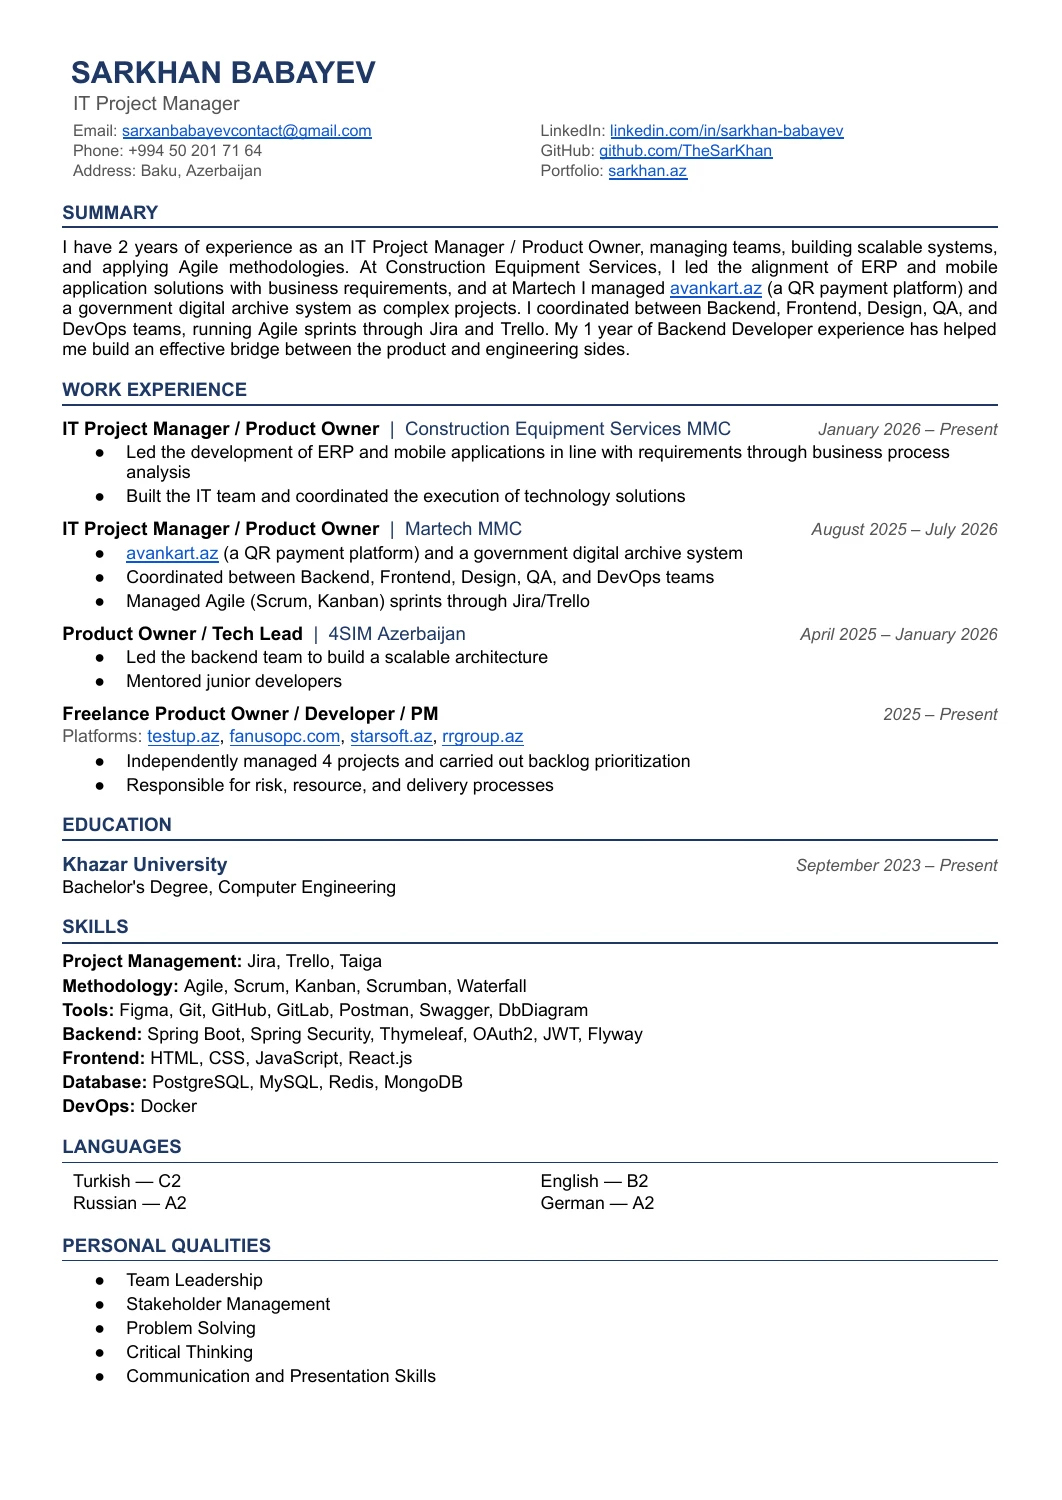 SARKHAN BABAYEV
IT Project Manager
Email: sarxanbabayevcontact@gmail.com
Phone: +994 50 201 71 64
Address: Baku, Azerbaijan
LinkedIn: linkedin.com/in/sarkhan-babayev
GitHub: github.com/TheSarKhan
Portfolio: sarkhan.az
SUMMARY
I have 2 years of experience as an IT Project Manager / Product Owner, managing teams, building scalable systems,
and applying Agile methodologies. At Construction Equipment Services, I led the alignment of ERP and mobile
application solutions with business requirements, and at Martech I managed avankart.az (a QR payment platform) and
a government digital archive system as complex projects. I coordinated between Backend, Frontend, Design, QA, and
DevOps teams, running Agile sprints through Jira and Trello. My 1 year of Backend Developer experience has helped
me build an effective bridge between the product and engineering sides.
WORK EXPERIENCE
IT Project Manager / Product Owner | Construction Equipment Services MMC January 2026 – Present
● Led the development of ERP and mobile applications in line with requirements through business process
analysis
● Built the IT team and coordinated the execution of technology solutions
IT Project Manager / Product Owner | Martech MMC August 2025 – July 2026
● avankart.az (a QR payment platform) and a government digital archive system
● Coordinated between Backend, Frontend, Design, QA, and DevOps teams
● Managed Agile (Scrum, Kanban) sprints through Jira/Trello
Product Owner / Tech Lead | 4SIM Azerbaijan April 2025 – January 2026
● Led the backend team to build a scalable architecture
● Mentored junior developers
Freelance Product Owner / Developer / PM 2025 – Present
Platforms: testup.az, fanusopc.com, starsoft.az, rrgroup.az
● Independently managed 4 projects and carried out backlog prioritization
● Responsible for risk, resource, and delivery processes
EDUCATION
Khazar University September 2023 – Present
Bachelor's Degree, Computer Engineering
SKILLS
Project Management: Jira, Trello, Taiga
Methodology: Agile, Scrum, Kanban, Scrumban, Waterfall
Tools: Figma, Git, GitHub, GitLab, Postman, Swagger, DbDiagram
Backend: Spring Boot, Spring Security, Thymeleaf, OAuth2, JWT, Flyway
Frontend: HTML, CSS, JavaScript, React.js
Database: PostgreSQL, MySQL, Redis, MongoDB
DevOps: Docker
LANGUAGES
Turkish — C2 English — B2
Russian — A2 German — A2
PERSONAL QUALITIES
● Team Leadership
● Stakeholder Management
● Problem Solving
● Critical Thinking
● Communication and Presentation Skills